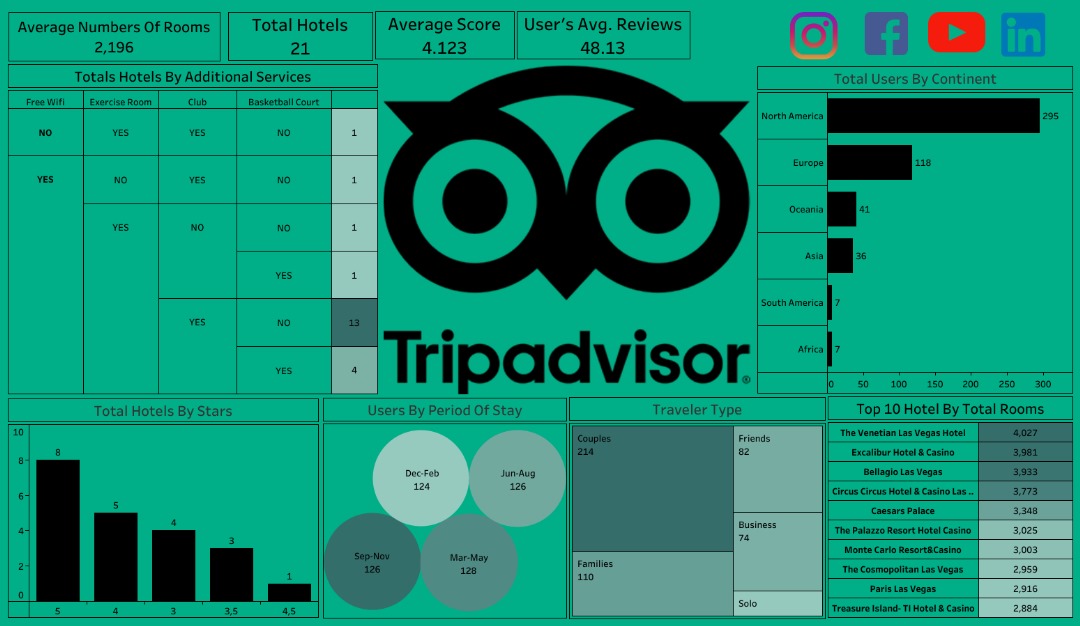 Average Numbers Of Rooms
2,196
Total Hotels
21
Average Score
4.123
User's Avg. Reviews
48.13
Totals Hotels By Additional Services
Free Wifi Exercise Room Club Basketball Court
NO YES YES NO 1
YES NO YES NO 1
YES NO NO 1
YES 1
YES NO 13
YES 4
Tripadvisor®
Total Users By Continent
North America 295
Europe 118
Oceania 41
Asia 36
South America 7
Africa 7
0 50 100 150 200 250 300
Total Hotels By Stars
10
8
6
4
2
0
8
5
4
3
1
5 4 3 3,5 4,5
Users By Period Of Stay
Dec-Feb
124
Jun-Aug
126
Sep-Nov
126
Mar-May
128
Traveler Type
Couples
214
Families
110
Friends
82
Business
74
Solo
Top 10 Hotel By Total Rooms
The Venetian Las Vegas Hotel 4,027
Excalibur Hotel & Casino 3,981
Bellagio Las Vegas 3,933
Circus Circus Hotel & Casino Las .. 3,773
Caesars Palace 3,348
The Palazzo Resort Hotel Casino 3,025
Monte Carlo Resort&Casino 3,003
The Cosmopolitan Las Vegas 2,959
Paris Las Vegas 2,916
Treasure Island- TI Hotel & Casino 2,884